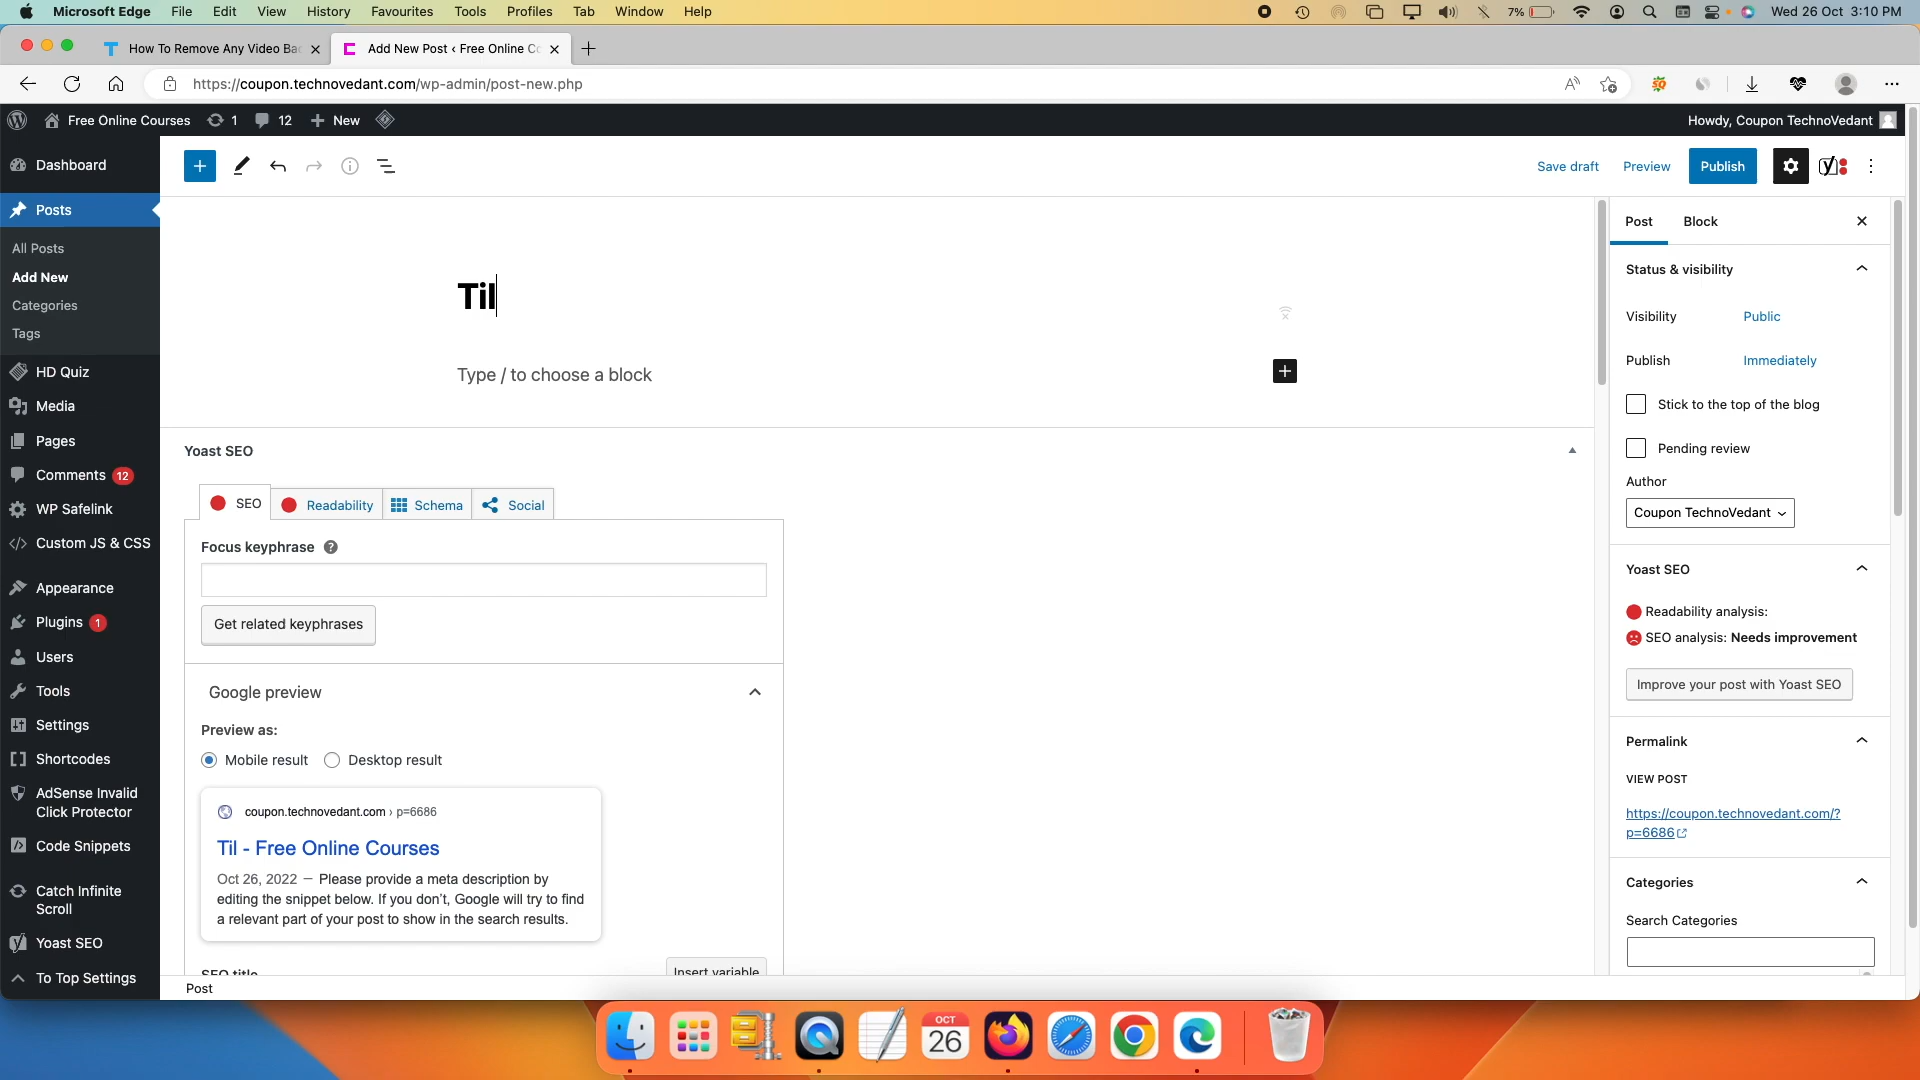 Microsoft Edge File Edit View History Favourites Tools Profiles Tab Window Help 7% Wed 26 Oct 3:10 PM
How To Remove Any Video Ba Add New Post ‹ Free Online Co
https://coupon.technovedant.com/wp-admin/post-new.php
Free Online Courses 1 12 New Howdy, Coupon TechnoVedant
Dashboard
Save draft Preview Publish
Posts
All Posts
Add New
Categories
Tags
HD Quiz
Media
Pages
Comments 12
WP Safelink
Custom JS & CSS
Appearance
Plugins 1
Users
Tools
Settings
Shortcodes
AdSense Invalid
Click Protector
Code Snippets
Catch Infinite
Scroll
Yoast SEO
To Top Settings
Til
Type / to choose a block
Yoast SEO
SEO Readability Schema Social
Focus keyphrase ?
Get related keyphrases
Google preview
Preview as:
Mobile result Desktop result
coupon.technovedant.com › p=6686
Til - Free Online Courses
Oct 26, 2022 – Please provide a meta description by
editing the snippet below. If you don't, Google will try to find
a relevant part of your post to show in the search results.
SEO title Insert variable
Post
Post Block
Status & visibility
Visibility Public
Publish Immediately
Stick to the top of the blog
Pending review
Author
Coupon TechnoVedant
Yoast SEO
Readability analysis:
SEO analysis: Needs improvement
Improve your post with Yoast SEO
Permalink
VIEW POST
https://coupon.technovedant.com/?
p=6686
Categories
Search Categories
OCT
26